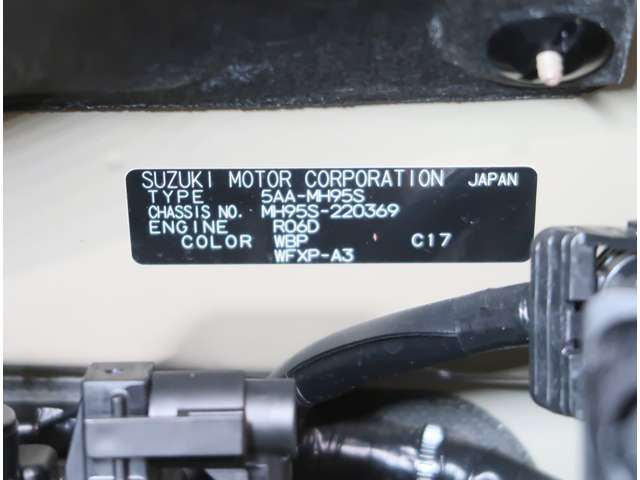 SUZUKI MOTOR CORPORATION JAPAN
TYPE 5AA-MH95S
CHASSIS NO. MH95S-220369
ENGINE R06D
COLOR WBP C17
WFXP-A3